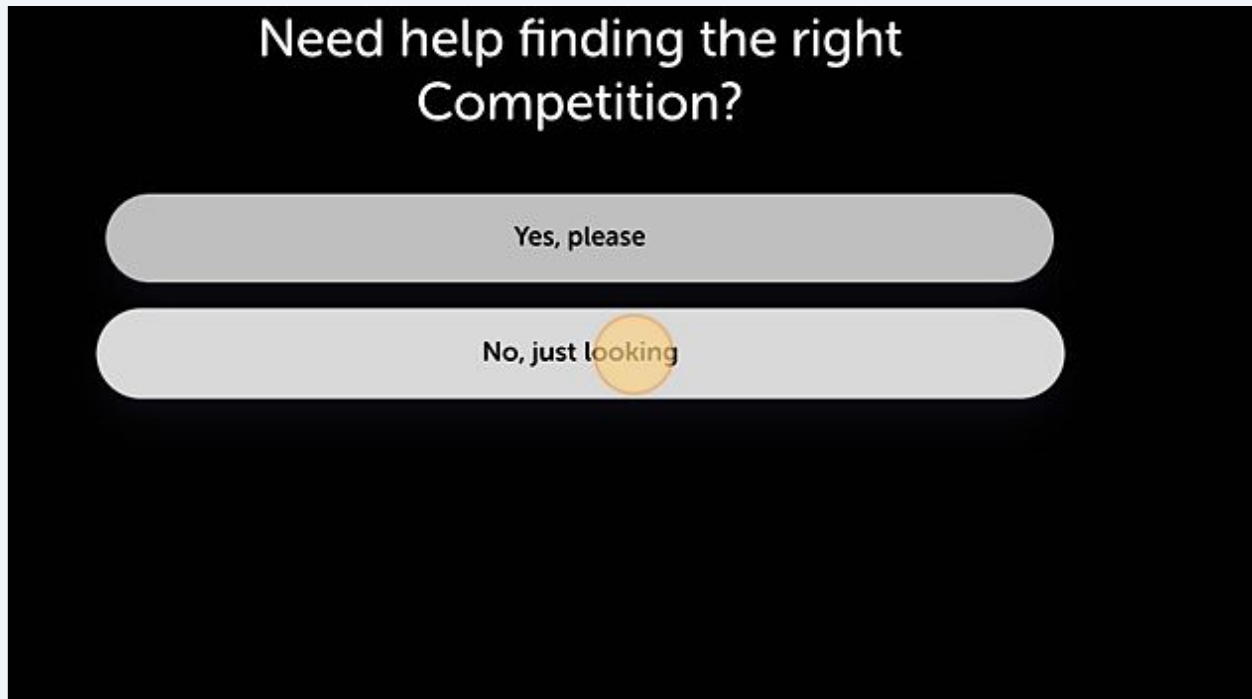 Need help finding the right
Competition?
Yes, please
No, just looking